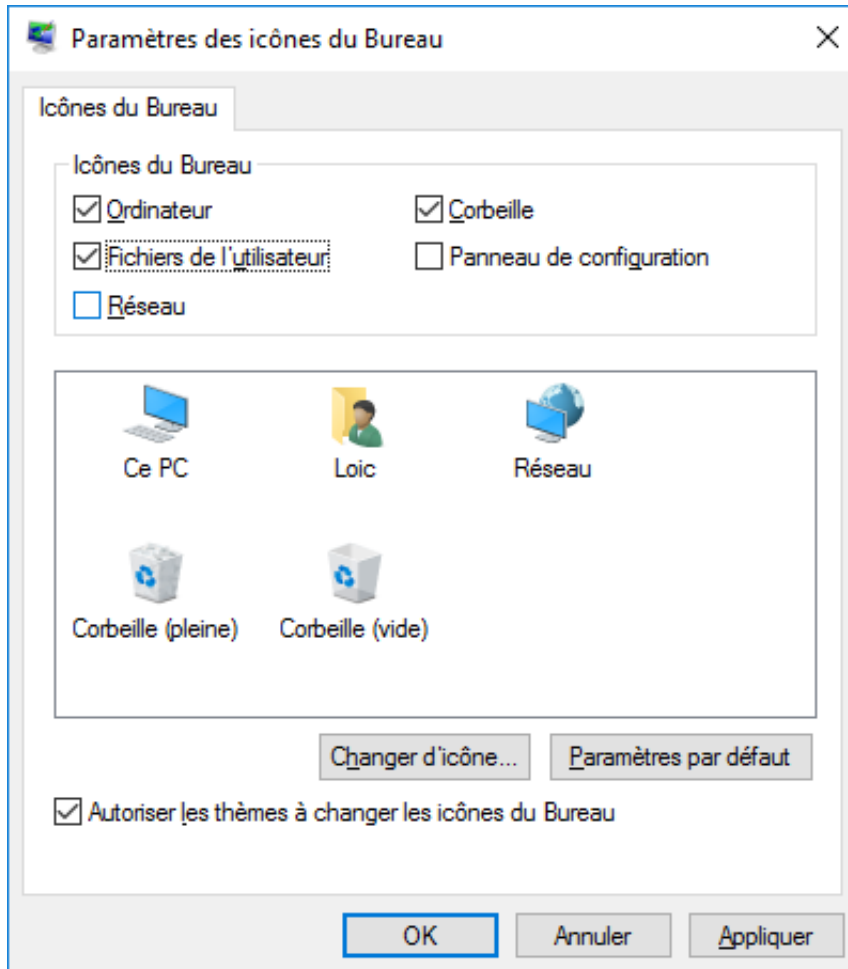 Paramètres des icônes du Bureau
Icônes du Bureau
Icônes du Bureau
Ordinateur
Corbeille
Fichiers de l'utilisateur
Panneau de configuration
Réseau
Ce PC
Loic
Réseau
Corbeille (pleine)
Corbeille (vide)
Changer d'icône...
Paramètres par défaut
Autoriser les thèmes à changer les icônes du Bureau
OK
Annuler
Appliquer